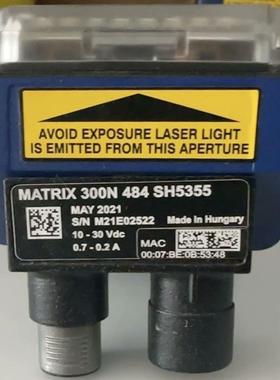 AVOID EXPOSURE LASER LIGHT
IS EMITTED FROM THIS APERTURE
MATRIX 300N 484 SH5355
MAY 2021
S/N M21E02522
Made in Hungary
10 - 30 Vdc
0.7 - 0.2 A
MAC
00:07:BE:0B:53:48